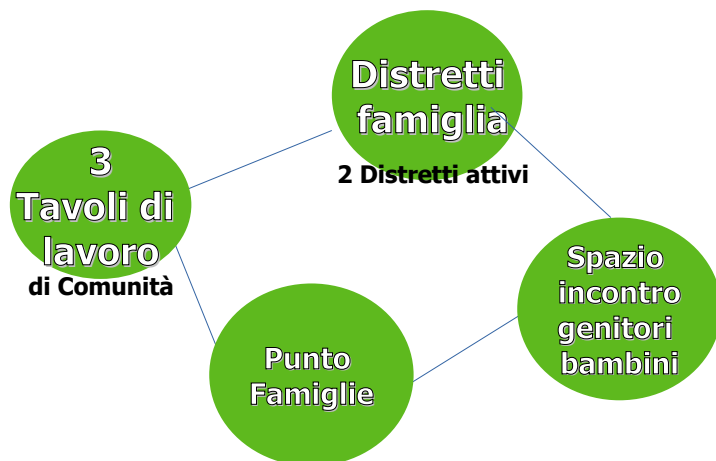 Distretti
famiglia
2 Distretti attivi
3
Tavoli di
lavoro
di Comunità
Spazio
incontro
genitori
bambini
Punto
Famiglie